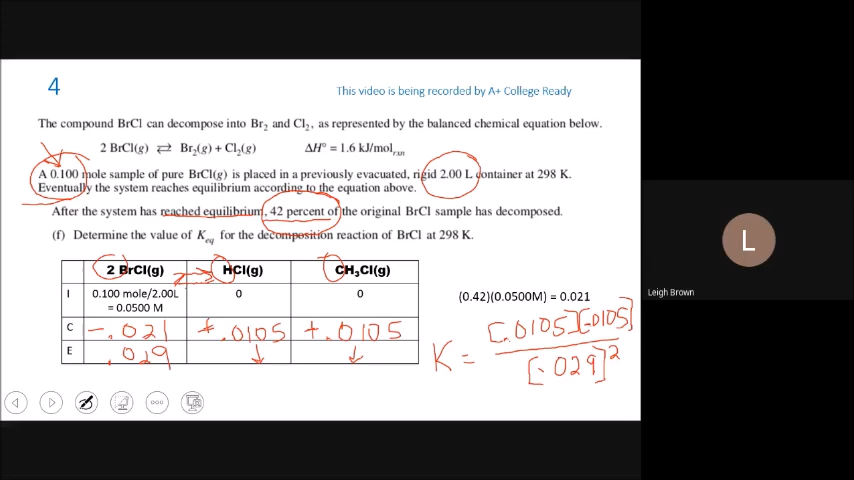 4
This video is being recorded by A+ College Ready
The compound BrCl can decompose into Br₂ and Cl₂, as represented by the balanced chemical equation below.
2 BrCl(g) ⇄ Br₂(g) + Cl₂(g) ΔH° = 1.6 kJ/molᵣₓₙ
A 0.100 mole sample of pure BrCl(g) is placed in a previously evacuated, rigid 2.00 L container at 298 K.
Eventually the system reaches equilibrium according to the equation above.
After the system has reached equilibrium, 42 percent of the original BrCl sample has decomposed.
(f) Determine the value of K_eq for the decomposition reaction of BrCl at 298 K.
2 BrCl(g) HCl(g) CH₃Cl(g)
I 0.100 mole/2.00L 0 0
= 0.0500 M
C -.021 +.0105 +.0105
E .029 ↓ ↓
(0.42)(0.0500M) = 0.021
[.0105][.0105]
K =
[.029]²
L
Leigh Brown